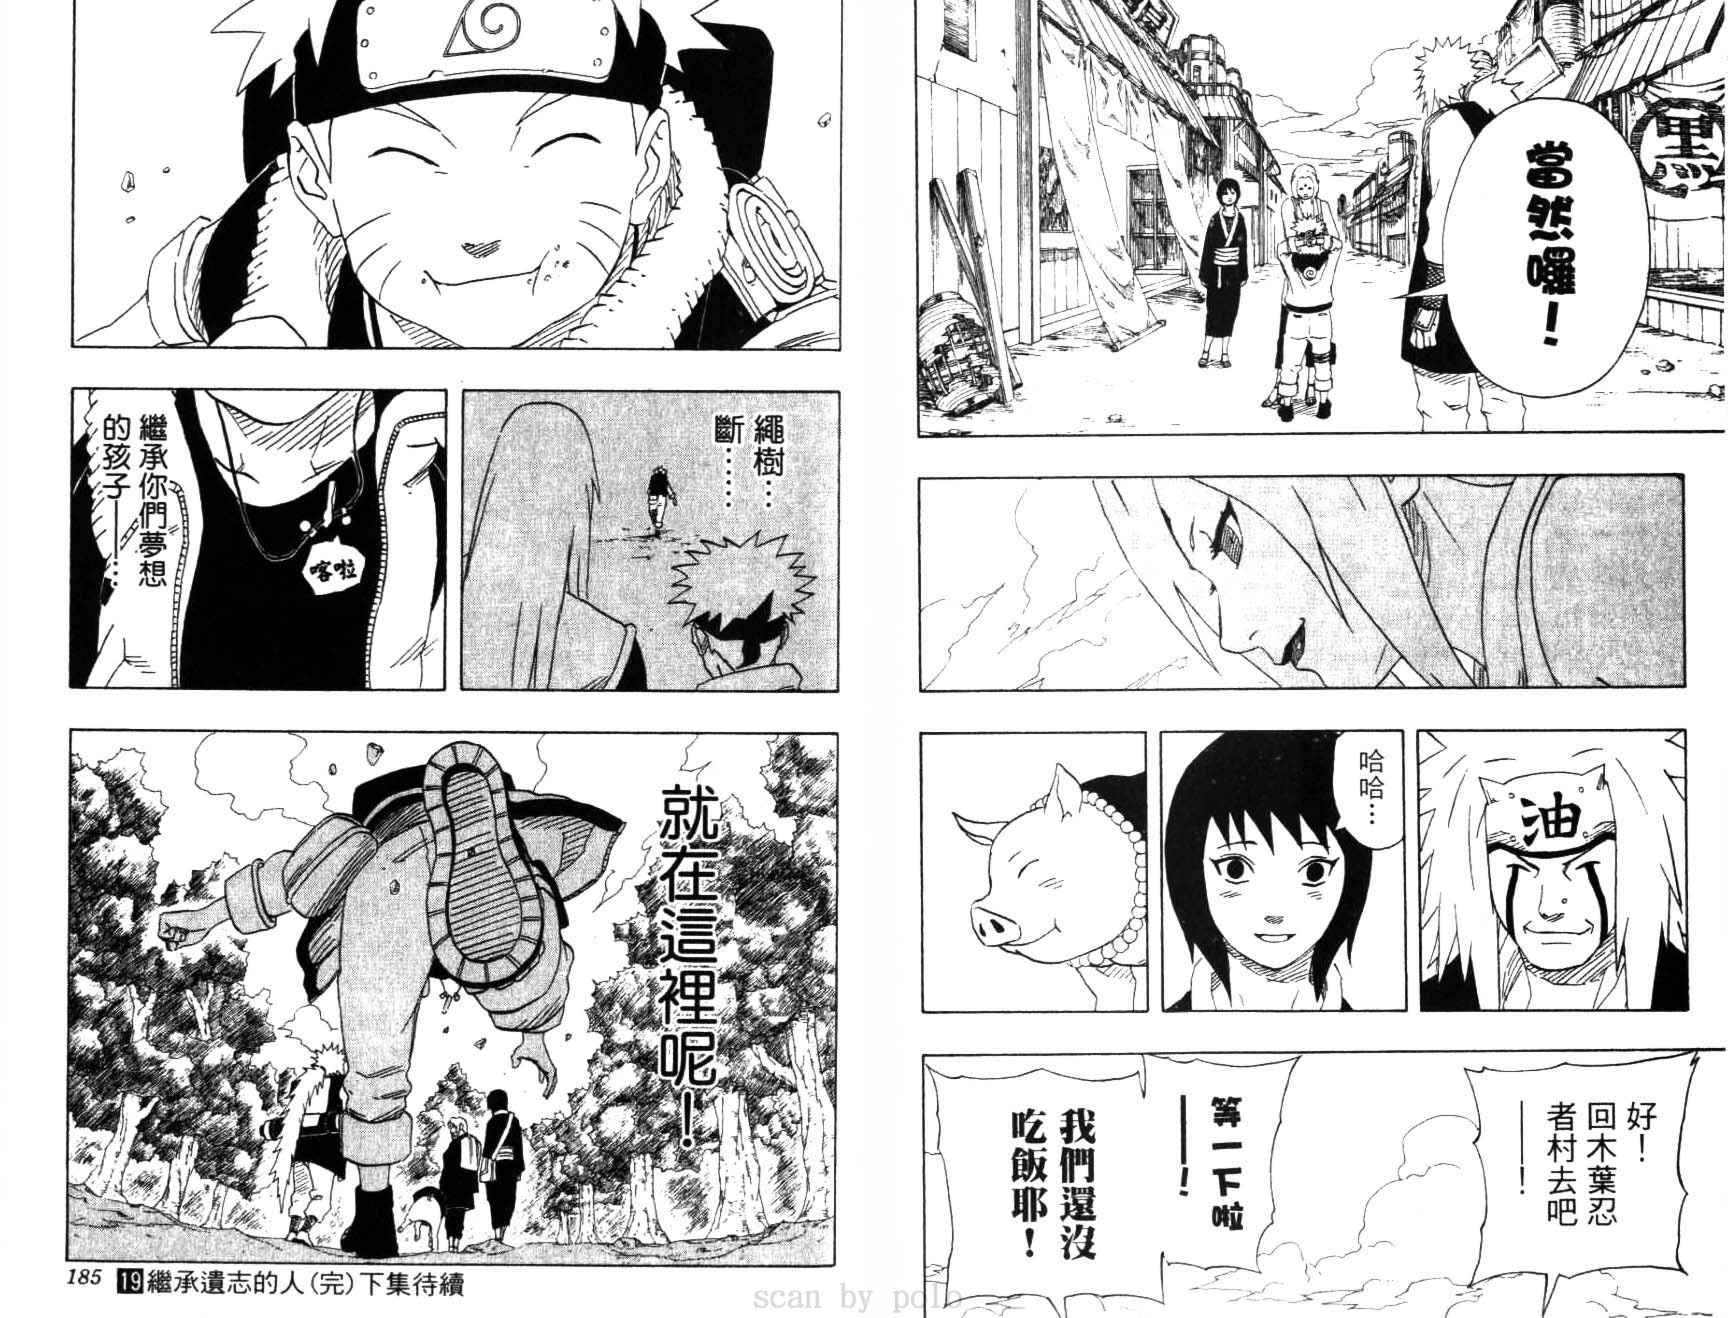 當然囉！
黑
哈哈…
油
好！
回木葉忍
者村去吧
——！
等一下啦
——！
我們還沒
吃飯耶！
繩樹…
斷……
繼承你們夢想
的孩子——…
喀啦
就在這裡呢！
185 19繼承遺志的人（完）下集待續
scan by polo